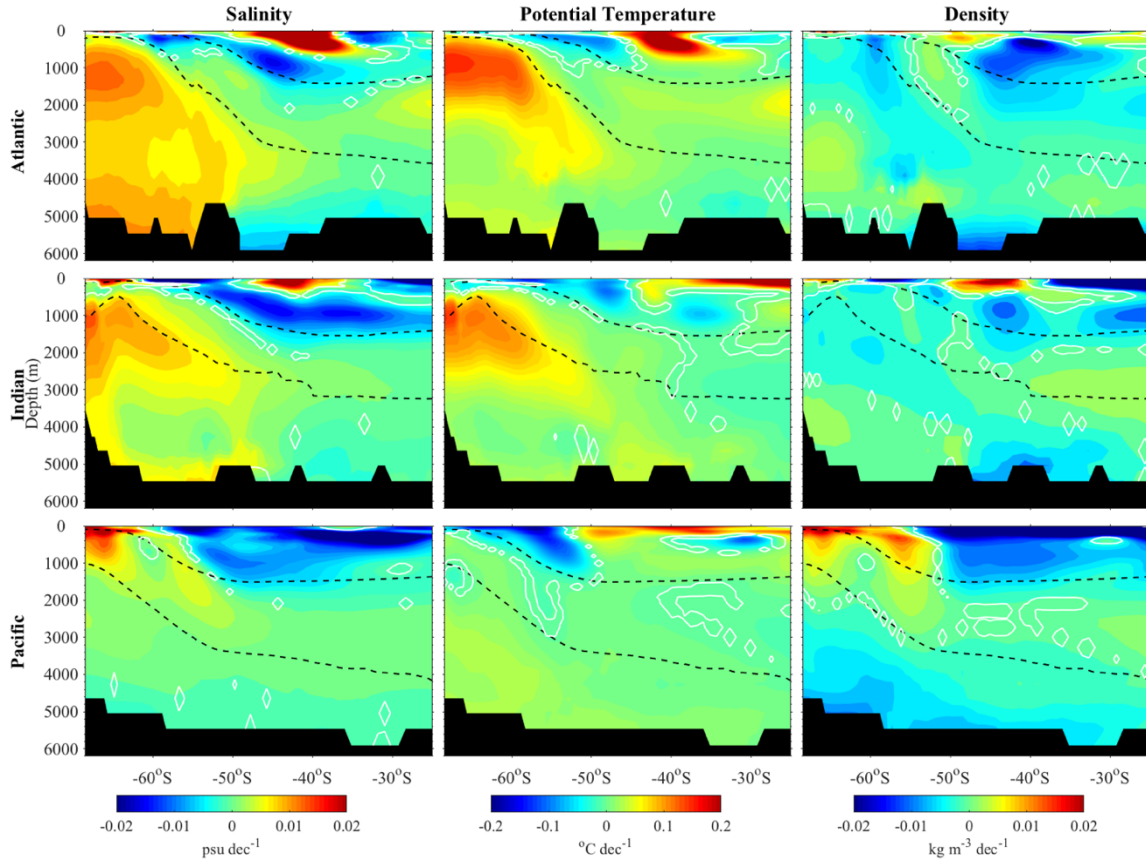 Salinity Potential Temperature Density
Atlantic
0
1000
2000
3000
4000
5000
6000
Indian
Depth (m)
0
1000
2000
3000
4000
5000
6000
Pacific
0
1000
2000
3000
4000
5000
6000
-60°S -50°S -40°S -30°S -60°S -50°S -40°S -30°S -60°S -50°S -40°S -30°S
-0.02 -0.01 0 0.01 0.02 -0.2 -0.1 0 0.1 0.2 -0.02 -0.01 0 0.01 0.02
psu dec⁻¹ °C dec⁻¹ kg m⁻³ dec⁻¹